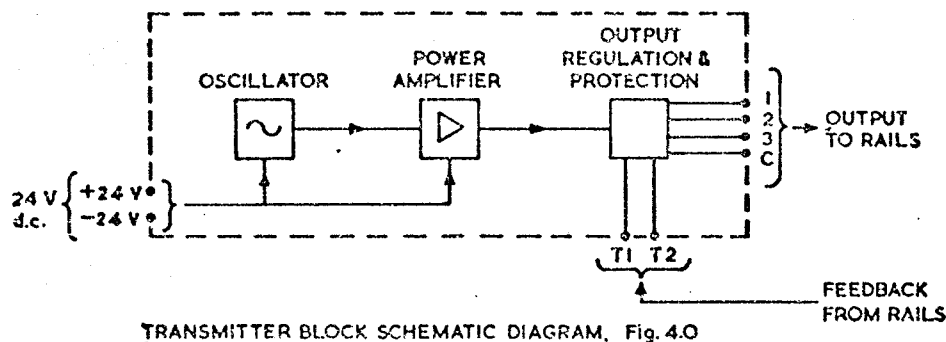 OUTPUT
REGULATION &
PROTECTION
POWER
AMPLIFIER
OSCILLATOR
1
2
3
C
OUTPUT
TO RAILS
24 V
d.c.
+24 V
-24 V
T1 T2
FEEDBACK
FROM RAILS
TRANSMITTER BLOCK SCHEMATIC DIAGRAM, Fig. 4.0